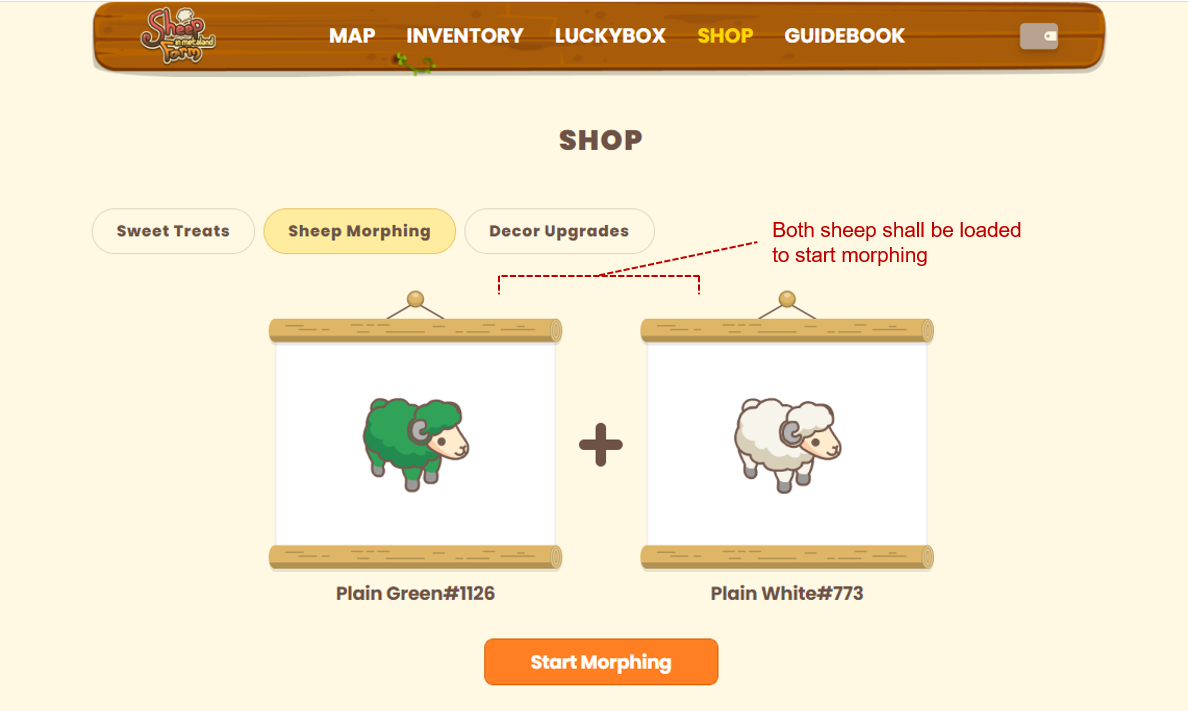 Sheep
in metaland
Farm
MAP INVENTORY LUCKYBOX SHOP GUIDEBOOK
SHOP
Sweet Treats Sheep Morphing Decor Upgrades
Both sheep shall be loaded
to start morphing
Plain Green#1126 Plain White#773
Start Morphing